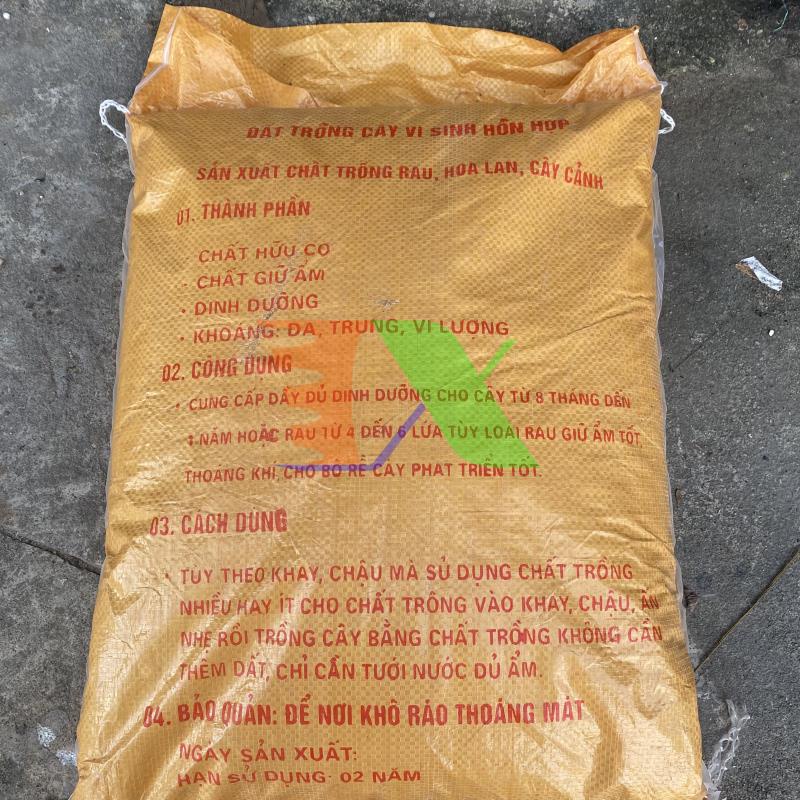 ĐẤT TRỒNG CÂY VI SINH HỖN HỢP
SẢN XUẤT CHẤT TRỒNG RAU, HOA LAN, CÂY CẢNH
01. THÀNH PHẦN
CHẤT HỮU CƠ
- CHẤT GIỮ ẨM
• DINH DƯỠNG
• KHOÁNG: ĐA, TRUNG, VI LƯỢNG
02. CÔNG DỤNG
• CUNG CẤP ĐẦY ĐỦ DINH DƯỠNG CHO CÂY TỪ 8 THÁNG ĐẾN
1 NĂM HOẶC RAU TỪ 4 ĐẾN 6 LỨA TÙY LOẠI RAU GIỮ ẨM TỐT,
THOÁNG KHÍ, CHO BỘ RỄ CÂY PHÁT TRIỂN TỐT.
03. CÁCH DÙNG
• TÙY THEO KHAY, CHẬU MÀ SỬ DỤNG CHẤT TRỒNG
NHIỀU HAY ÍT CHO CHẤT TRỒNG VÀO KHAY, CHẬU, ẤN
NHẸ RỒI TRỒNG CÂY BẰNG CHẤT TRỒNG KHÔNG CẦN
THÊM ĐẤT, CHỈ CẦN TƯỚI NƯỚC ĐỦ ẨM.
04. BẢO QUẢN: ĐỂ NƠI KHÔ RÁO THOÁNG MÁT
NGÀY SẢN XUẤT:
HẠN SỬ DỤNG: 02 NĂM